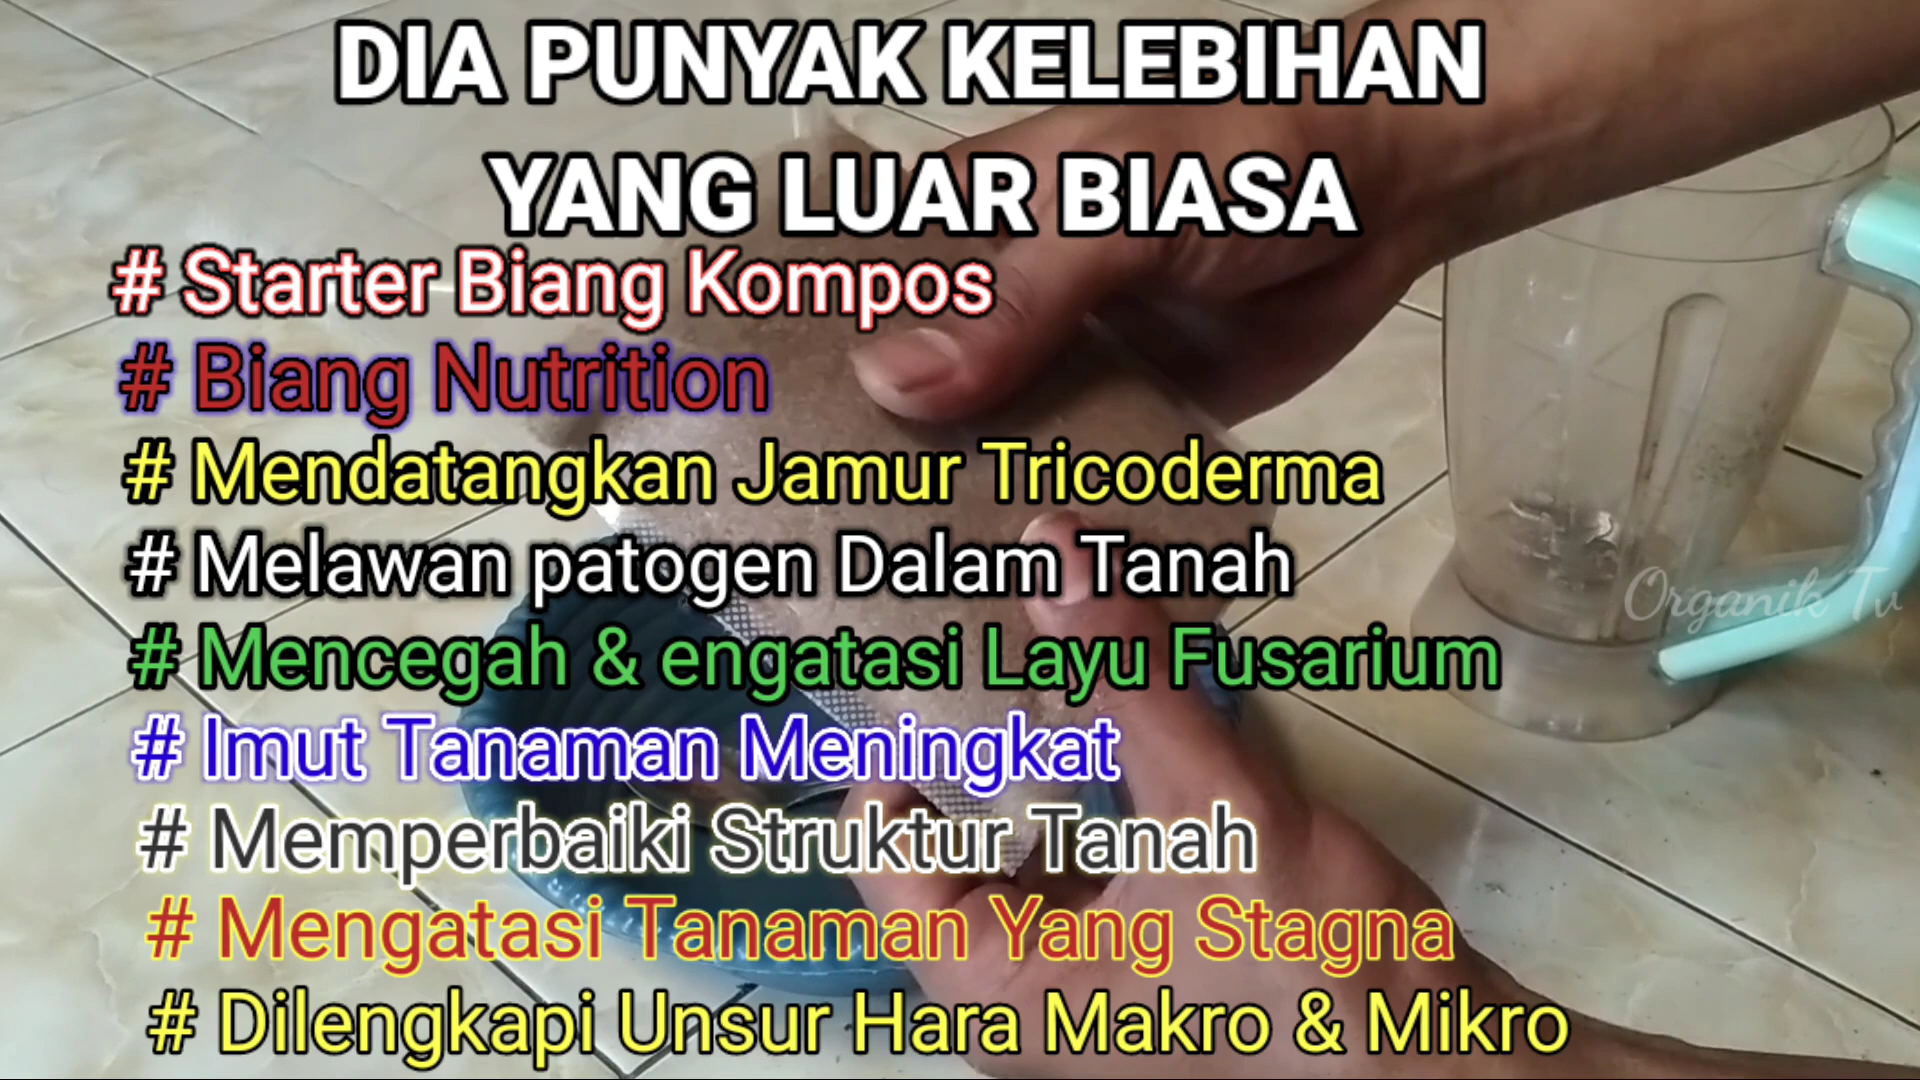 DIA PUNYAK KELEBIHAN
YANG LUAR BIASA
# Starter Biang Kompos
# Biang Nutrition
# Mendatangkan Jamur Tricoderma
# Melawan patogen Dalam Tanah
# Mencegah & engatasi Layu Fusarium
# Imut Tanaman Meningkat
# Memperbaiki Struktur Tanah
# Mengatasi Tanaman Yang Stagna
# Dilengkapi Unsur Hara Makro & Mikro
Organik Tv